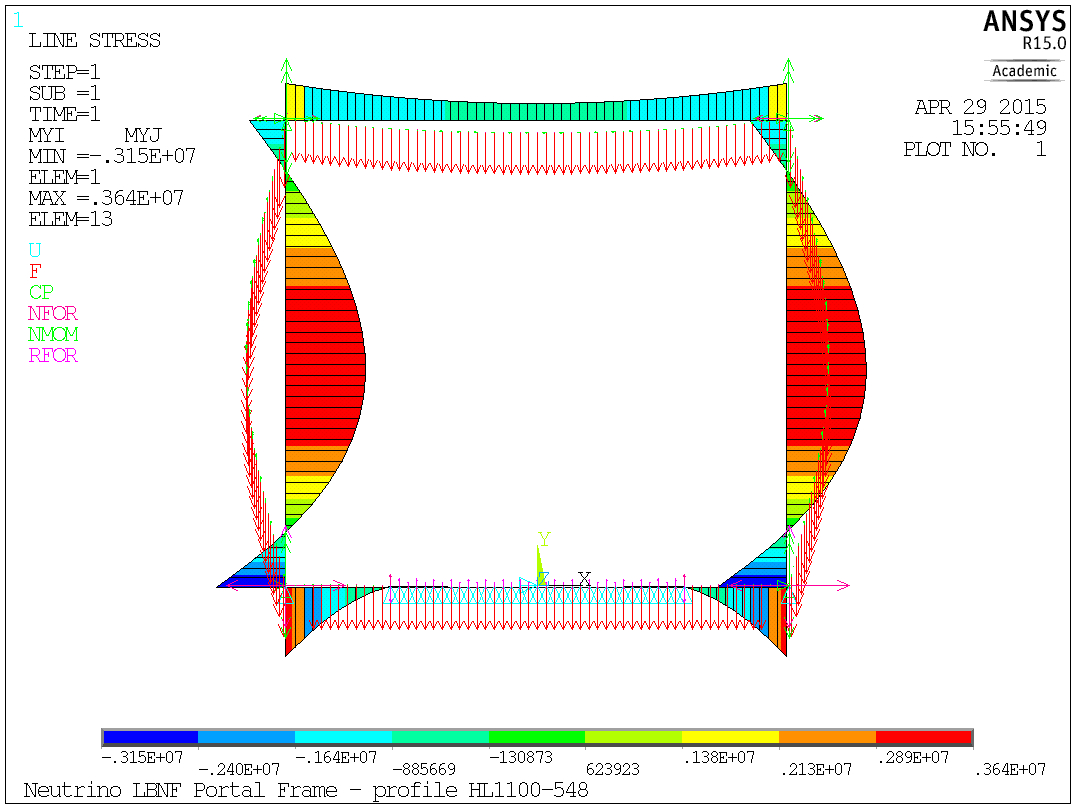 1
ANSYS
R15.0
Academic
LINE STRESS
STEP=1
SUB =1
TIME=1
MYI MYJ
MIN =-.315E+07
ELEM=1
MAX =.364E+07
ELEM=13
U
F
CP
NFOR
NMOM
RFOR
APR 29 2015
15:55:49
PLOT NO. 1
Y
Z X
-.315E+07 -.164E+07 -130873 .138E+07 .289E+07
-.240E+07 -885669 623923 .213E+07 .364E+07
Neutrino LBNF Portal Frame - profile HL1100-548